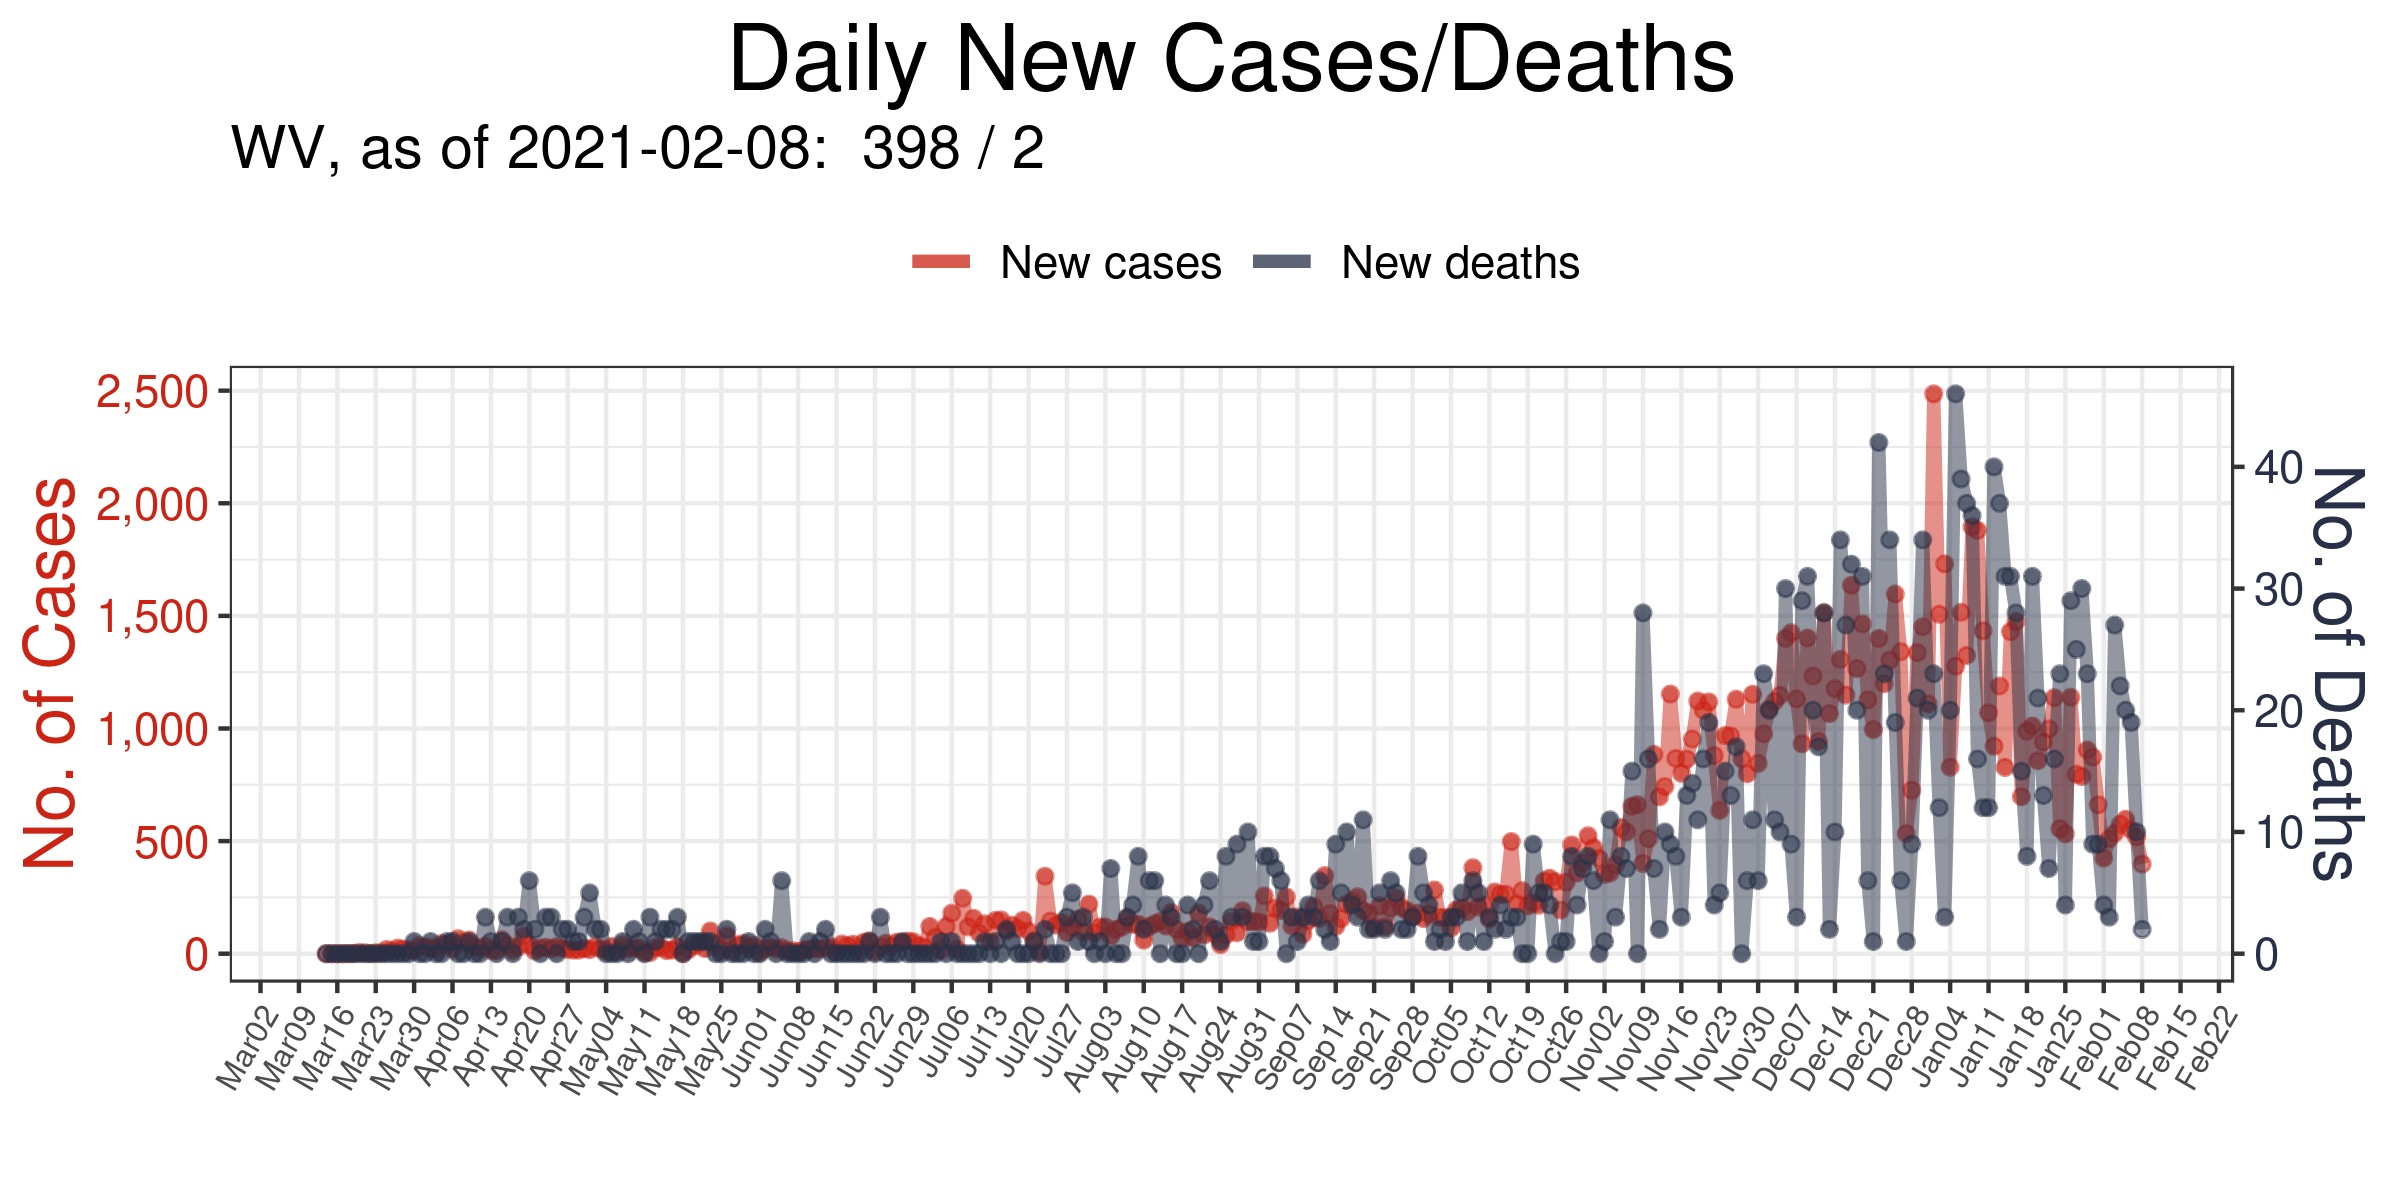 Daily New Cases/Deaths
WV, as of 2021-02-08:  398 / 2
New cases
New deaths
No. of Cases
2,500
2,000
1,500
1,000
500
0
40
30
20
10
0
No. of Deaths
Mar02
Mar09
Mar16
Mar23
Mar30
Apr06
Apr13
Apr20
Apr27
May04
May11
May18
May25
Jun01
Jun08
Jun15
Jun22
Jun29
Jul06
Jul13
Jul20
Jul27
Aug03
Aug10
Aug17
Aug24
Aug31
Sep07
Sep14
Sep21
Sep28
Oct05
Oct12
Oct19
Oct26
Nov02
Nov09
Nov16
Nov23
Nov30
Dec07
Dec14
Dec21
Dec28
Jan04
Jan11
Jan18
Jan25
Feb01
Feb08
Feb15
Feb22